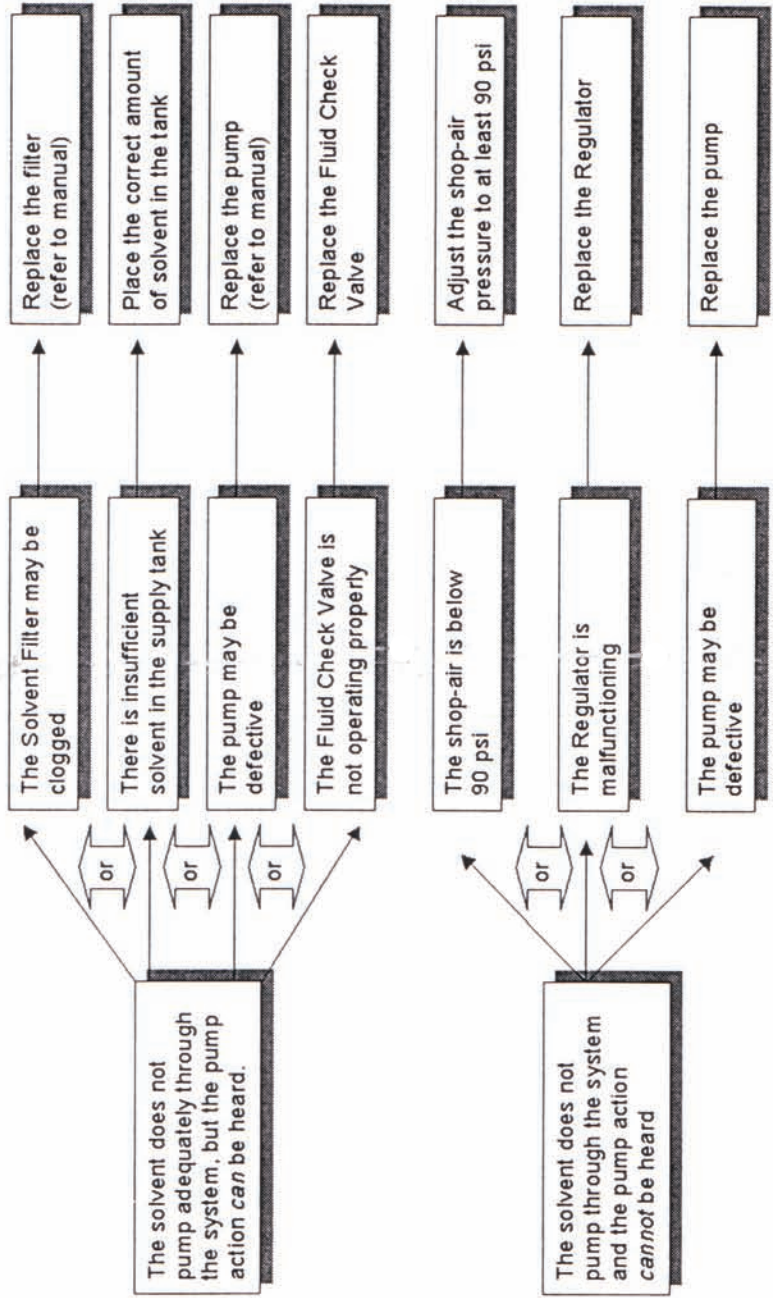 The solvent does not
pump adequately through
the system, but the pump
action can be heard.
or
or
or
The Solvent Filter may be
clogged
There is insufficient
solvent in the supply tank
The pump may be
defective
The Fluid Check Valve is
not operating properly
Replace the filter
(refer to manual)
Place the correct amount
of solvent in the tank
Replace the pump
(refer to manual)
Replace the Fluid Check
Valve
The solvent does not
pump through the system
and the pump action
cannot be heard
or
or
The shop-air is below
90 psi
The Regulator is
malfunctioning
The pump may be
defective
Adjust the shop-air
pressure to at least 90 psi
Replace the Regulator
Replace the pump